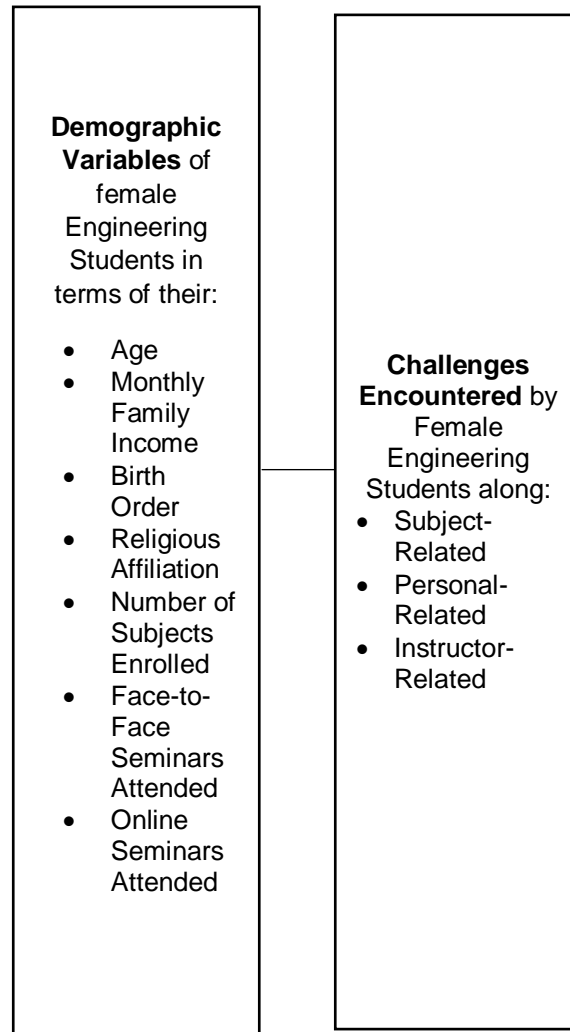 Demographic
Variables of
female
Engineering
Students in
terms of their:
• Age
• Monthly
Family
Income
• Birth
Order
• Religious
Affiliation
• Number of
Subjects
Enrolled
• Face-to-
Face
Seminars
Attended
• Online
Seminars
Attended
Challenges
Encountered by
Female
Engineering
Students along:
• Subject-
Related
• Personal-
Related
• Instructor-
Related